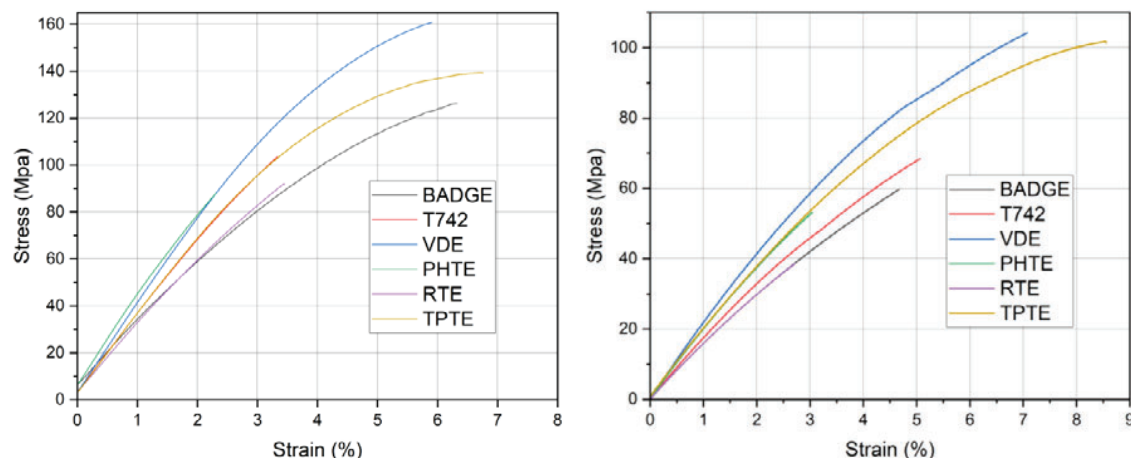 160
140
120
100
80
60
40
20
0
Stress (Mpa)
BADGE
T742
VDE
PHTE
RTE
TPTE
0 1 2 3 4 5 6 7 8
Strain (%)
100
80
60
40
20
0
Stress (Mpa)
BADGE
T742
VDE
PHTE
RTE
TPTE
0 1 2 3 4 5 6 7 8 9
Strain (%)